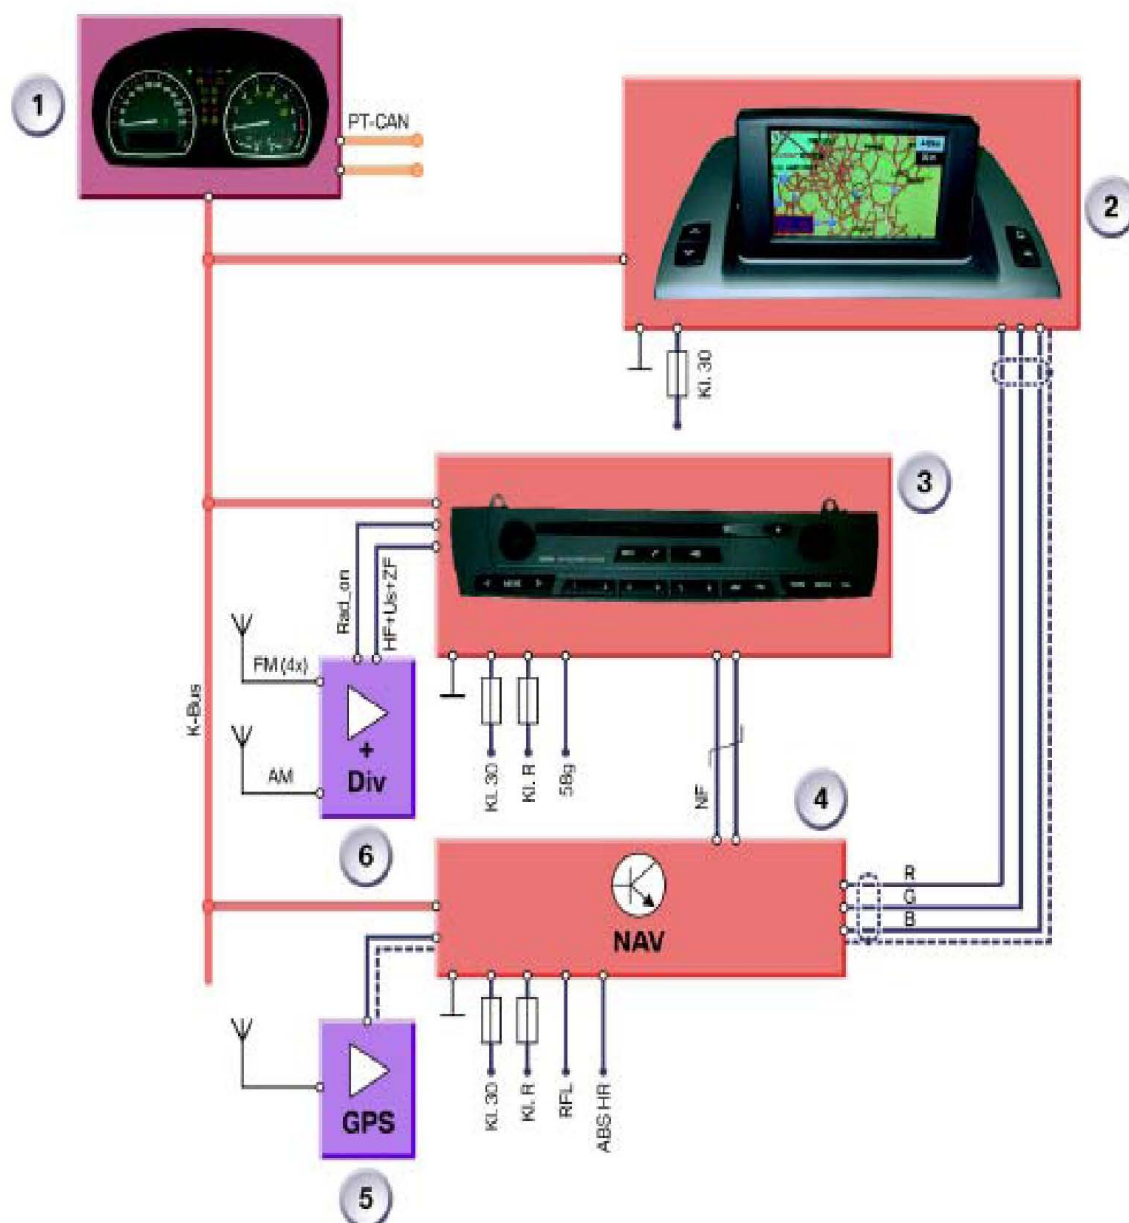 1
PT-CAN
2
Kl. 30
3
Rad_on
HF+Us+ZF
FM (4x)
K-Bus
AM
+
Div
Kl. 30
Kl. R
58g
NF
4
6
R
G
B
NAV
GPS
Kl. 30
Kl. R
RFL
ABS HR
5